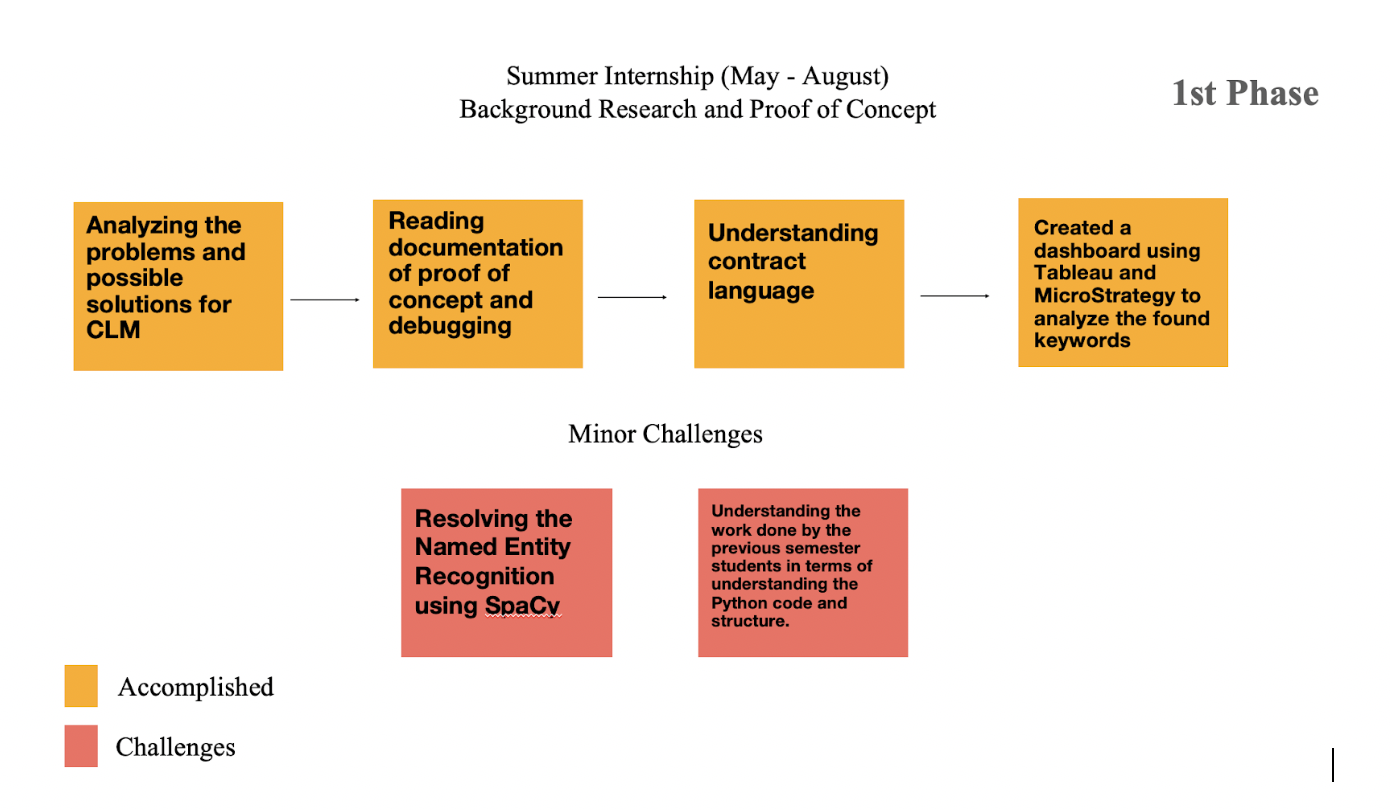 Summer Internship (May - August)
Background Research and Proof of Concept
1st Phase
Analyzing the
problems and
possible
solutions for
CLM
Reading
documentation
of proof of
concept and
debugging
Understanding
contract
language
Created a
dashboard using
Tableau and
MicroStrategy to
analyze the found
keywords
Minor Challenges
Resolving the
Named Entity
Recognition
using SpaCy
Understanding the
work done by the
previous semester
students in terms of
understanding the
Python code and
structure.
Accomplished
Challenges